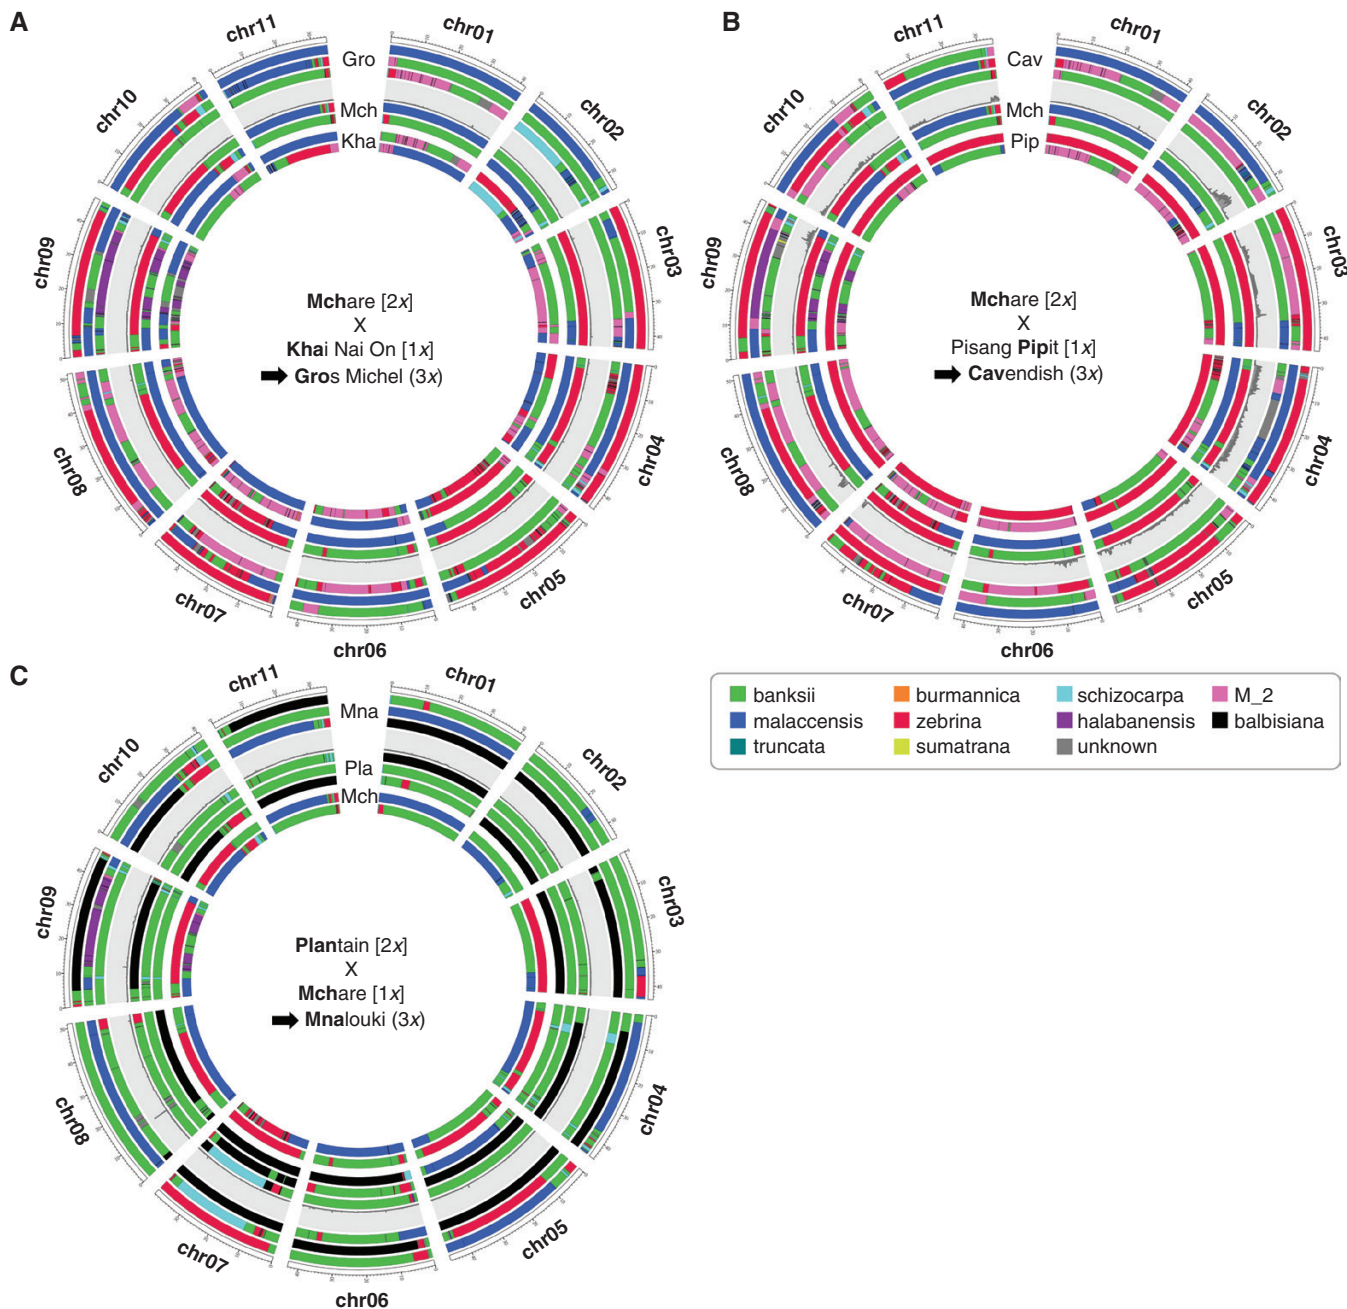 A
chr11
chr01
chr10
chr02
chr09
chr03
chr08
chr04
chr07
chr05
chr06
Gro
Mch
Kha
Mchare [2x]
X
Khai Nai On [1x]
Gros Michel (3x)
B
chr11
chr01
chr10
chr02
chr09
chr03
chr08
chr04
chr07
chr05
chr06
Cav
Mch
Pip
Mchare [2x]
X
Pisang Pipit [1x]
Cavendish (3x)
C
chr11
chr01
chr10
chr02
chr09
chr03
chr08
chr04
chr07
chr05
chr06
Mna
Pla
Mch
Plantain [2x]
X
Mchare [1x]
Mnalouki (3x)
banksii burmannica schizocarpa M_2
malaccensis zebrina halabanensis balbisiana
truncata sumatrana unknown